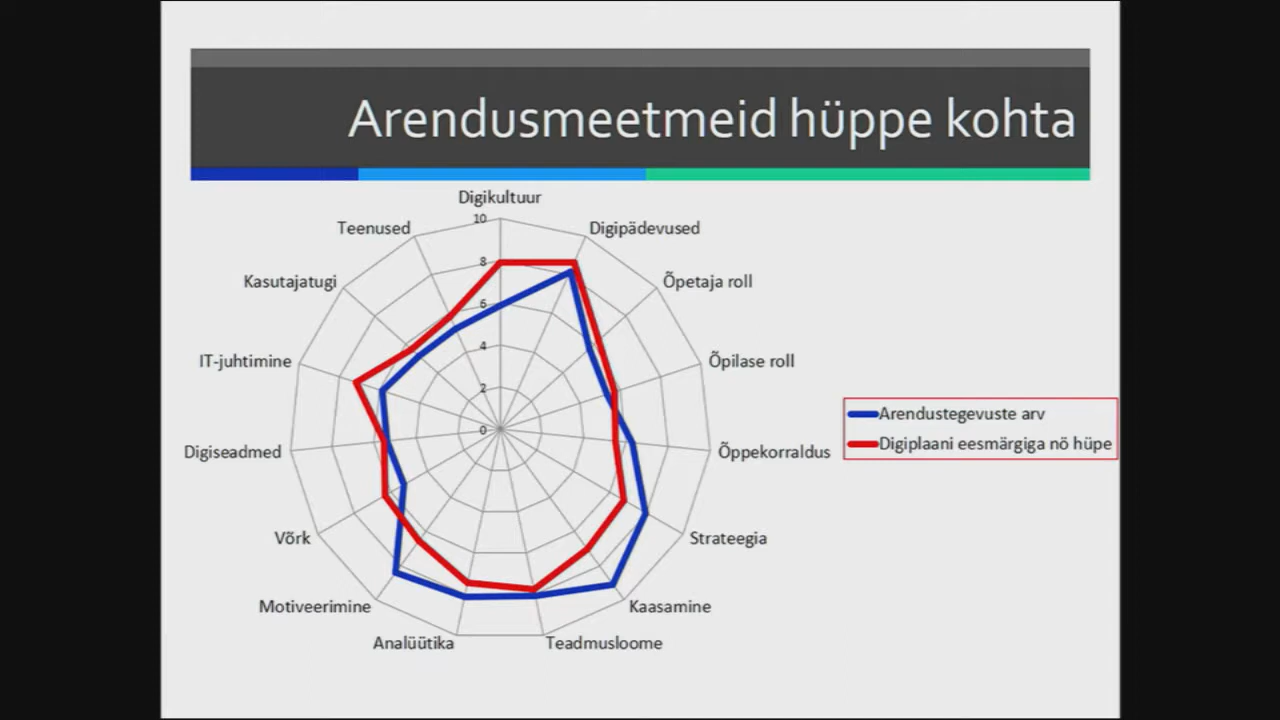 Arendusmeetmeid hüppe kohta
Digikultuur
Digipädevused
Õpetaja roll
Õpilase roll
Õppekorraldus
Strateegia
Kaasamine
Teadmusloome
Analüütika
Motiveerimine
Võrk
Digiseadmed
IT-juhtimine
Kasutajatugi
Teenused
10
8
6
4
2
0
Arendustegevuste arv
Digiplaani eesmärgiga nö hüpe